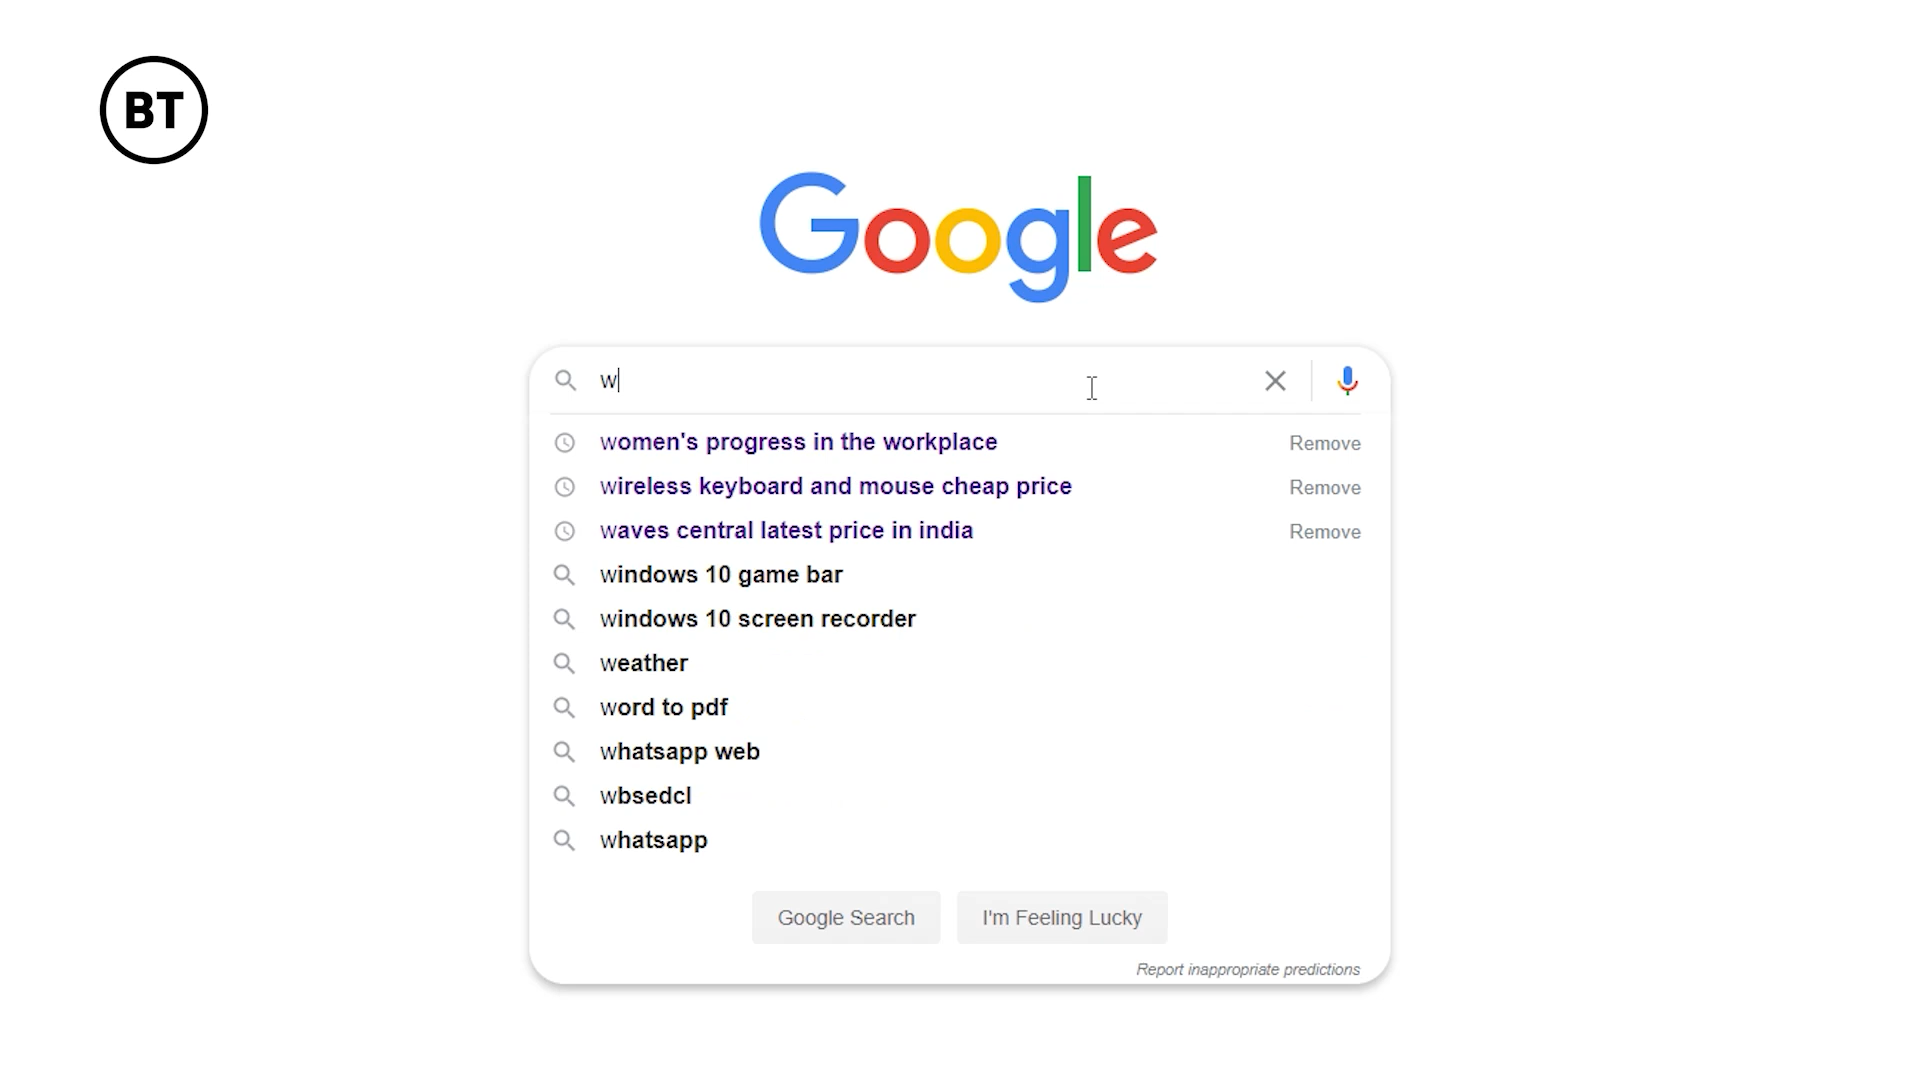 BT
Google
w
women's progress in the workplace
Remove
wireless keyboard and mouse cheap price
Remove
waves central latest price in india
Remove
windows 10 game bar
windows 10 screen recorder
weather
word to pdf
whatsapp web
wbsedcl
whatsapp
Google Search
I'm Feeling Lucky
Report inappropriate predictions